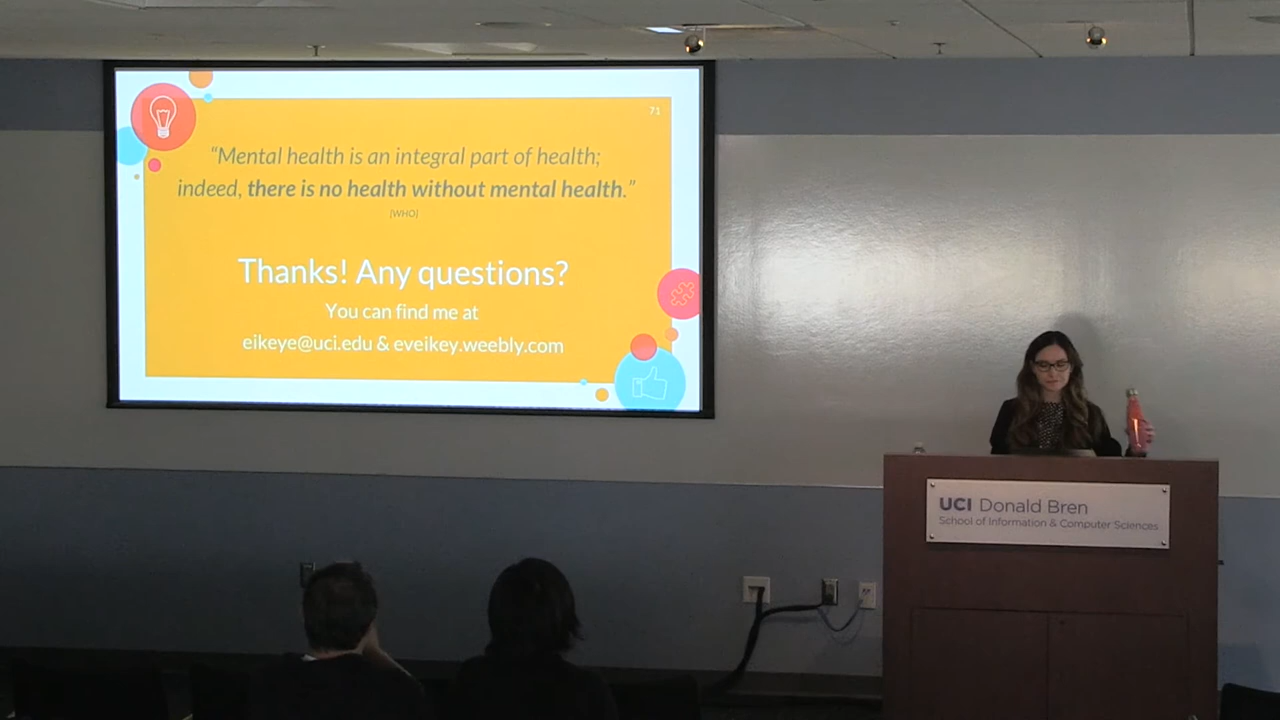 71
“Mental health is an integral part of health;
indeed, there is no health without mental health.”
[WHO]
Thanks! Any questions?
You can find me at
eikeye@uci.edu & eveikey.weebly.com
UCI Donald Bren
School of Information & Computer Sciences